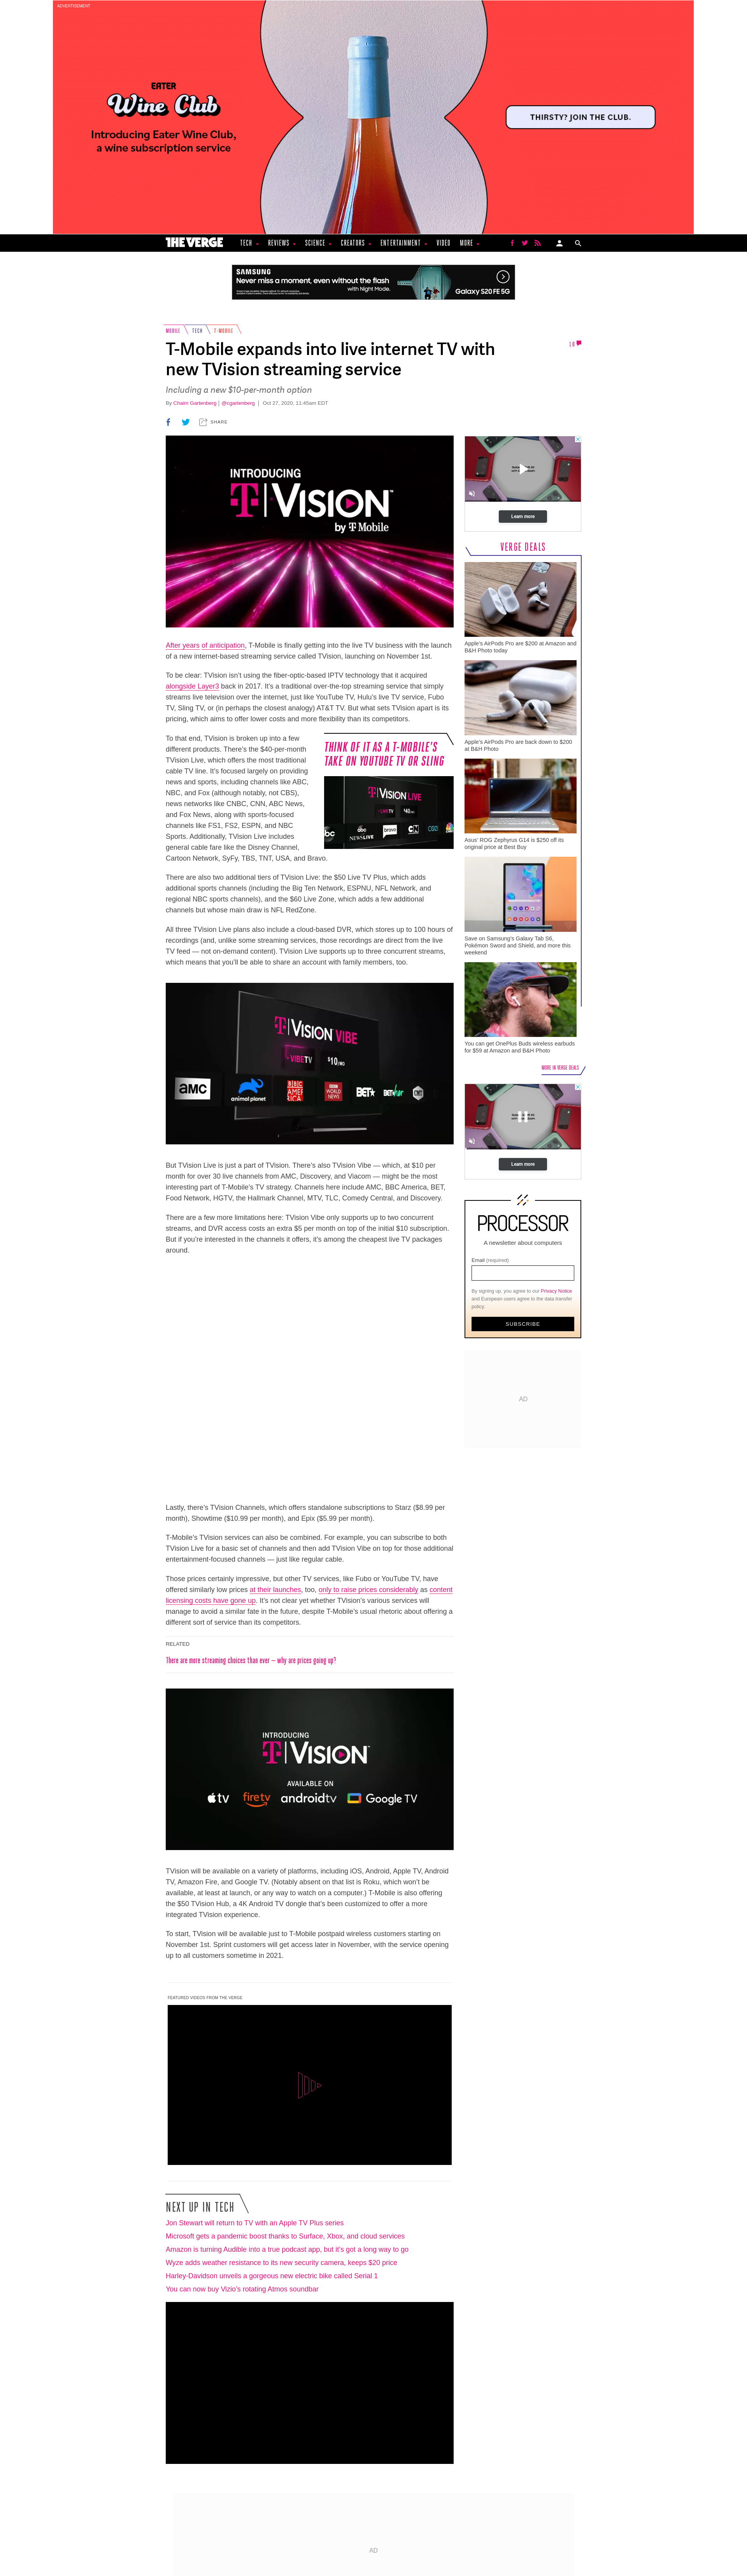 ADVERTISEMENT
EATER
Wine Club
Introducing Eater Wine Club,
a wine subscription service
THIRSTY? JOIN THE CLUB.
THE VERGE
TECH
REVIEWS
SCIENCE
CREATORS
ENTERTAINMENT
VIDEO
MORE
SAMSUNG
Never miss a moment, even without the flash
with Night Mode.
Galaxy S20 FE 5G
MOBILE
TECH
T-MOBILE
T-Mobile expands into live internet TV with
new TVision streaming service
18
Including a new $10-per-month option
By Chaim Gartenberg | @cgartenberg | Oct 27, 2020, 11:45am EDT
SHARE
INTRODUCING
T|VISION™
by T Mobile
After years of anticipation, T-Mobile is finally getting into the live TV business with the launch
of a new internet-based streaming service called TVision, launching on November 1st.
To be clear: TVision isn't using the fiber-optic-based IPTV technology that it acquired
alongside Layer3 back in 2017. It's a traditional over-the-top streaming service that simply
streams live television over the internet, just like YouTube TV, Hulu's live TV service, Fubo
TV, Sling TV, or (in perhaps the closest analogy) AT&T TV. But what sets TVision apart is its
pricing, which aims to offer lower costs and more flexibility than its competitors.
To that end, TVision is broken up into a few
different products. There's the $40-per-month
TVision Live, which offers the most traditional
cable TV line. It's focused largely on providing
news and sports, including channels like ABC,
NBC, and Fox (although notably, not CBS),
news networks like CNBC, CNN, ABC News,
and Fox News, along with sports-focused
channels like FS1, FS2, ESPN, and NBC
Sports. Additionally, TVision Live includes
general cable fare like the Disney Channel,
Cartoon Network, SyFy, TBS, TNT, USA, and Bravo.
THINK OF IT AS A T-MOBILE'S
TAKE ON YOUTUBE TV OR SLING
T|VISION LIVE
LIVE TV
abc
NEWS LIVE
bravo
CN
There are also two additional tiers of TVision Live: the $50 Live TV Plus, which adds
additional sports channels (including the Big Ten Network, ESPNU, NFL Network, and
regional NBC sports channels), and the $60 Live Zone, which adds a few additional
channels but whose main draw is NFL RedZone.
All three TVision Live plans also include a cloud-based DVR, which stores up to 100 hours of
recordings (and, unlike some streaming services, those recordings are direct from the live
TV feed — not on-demand content). TVision Live supports up to three concurrent streams,
which means that you'll be able to share an account with family members, too.
T|VISION VIBE
VIBE TV
$10/MO
aMC
animal planet
BBC
AMERICA
BBC
WORLD
NEWS
BET★
BET her
CMT
But TVision Live is just a part of TVision. There's also TVision Vibe — which, at $10 per
month for over 30 live channels from AMC, Discovery, and Viacom — might be the most
interesting part of T-Mobile's TV strategy. Channels here include AMC, BBC America, BET,
Food Network, HGTV, the Hallmark Channel, MTV, TLC, Comedy Central, and Discovery.
There are a few more limitations here: TVision Vibe only supports up to two concurrent
streams, and DVR access costs an extra $5 per month on top of the initial $10 subscription.
But if you're interested in the channels it offers, it's among the cheapest live TV packages
around.
Lastly, there's TVision Channels, which offers standalone subscriptions to Starz ($8.99 per
month), Showtime ($10.99 per month), and Epix ($5.99 per month).
T-Mobile's TVision services can also be combined. For example, you can subscribe to both
TVision Live for a basic set of channels and then add TVision Vibe on top for those additional
entertainment-focused channels — just like regular cable.
Those prices certainly impressive, but other TV services, like Fubo or YouTube TV, have
offered similarly low prices at their launches, too, only to raise prices considerably as content
licensing costs have gone up. It's not clear yet whether TVision's various services will
manage to avoid a similar fate in the future, despite T-Mobile's usual rhetoric about offering a
different sort of service than its competitors.
RELATED
There are more streaming choices than ever – why are prices going up?
INTRODUCING
T|VISION™
AVAILABLE ON
tv
firetv
androidtv
Google TV
TVision will be available on a variety of platforms, including iOS, Android, Apple TV, Android
TV, Amazon Fire, and Google TV. (Notably absent on that list is Roku, which won't be
available, at least at launch, or any way to watch on a computer.) T-Mobile is also offering
the $50 TVision Hub, a 4K Android TV dongle that's been customized to offer a more
integrated TVision experience.
To start, TVision will be available just to T-Mobile postpaid wireless customers starting on
November 1st. Sprint customers will get access later in November, with the service opening
up to all customers sometime in 2021.
FEATURED VIDEOS FROM THE VERGE
NEXT UP IN TECH
Jon Stewart will return to TV with an Apple TV Plus series
Microsoft gets a pandemic boost thanks to Surface, Xbox, and cloud services
Amazon is turning Audible into a true podcast app, but it's got a long way to go
Wyze adds weather resistance to its new security camera, keeps $20 price
Harley-Davidson unveils a gorgeous new electric bike called Serial 1
You can now buy Vizio's rotating Atmos soundbar
Learn more
VERGE DEALS
Apple's AirPods Pro are $200 at Amazon and
B&H Photo today
Apple's AirPods Pro are back down to $200
at B&H Photo
Asus' ROG Zephyrus G14 is $250 off its
original price at Best Buy
Save on Samsung's Galaxy Tab S6,
Pokémon Sword and Shield, and more this
weekend
You can get OnePlus Buds wireless earbuds
for $59 at Amazon and B&H Photo
MORE IN VERGE DEALS
Learn more
PROCESSOR
A newsletter about computers
Email (required)
By signing up, you agree to our Privacy Notice
and European users agree to the data transfer
policy.
SUBSCRIBE
AD
AD